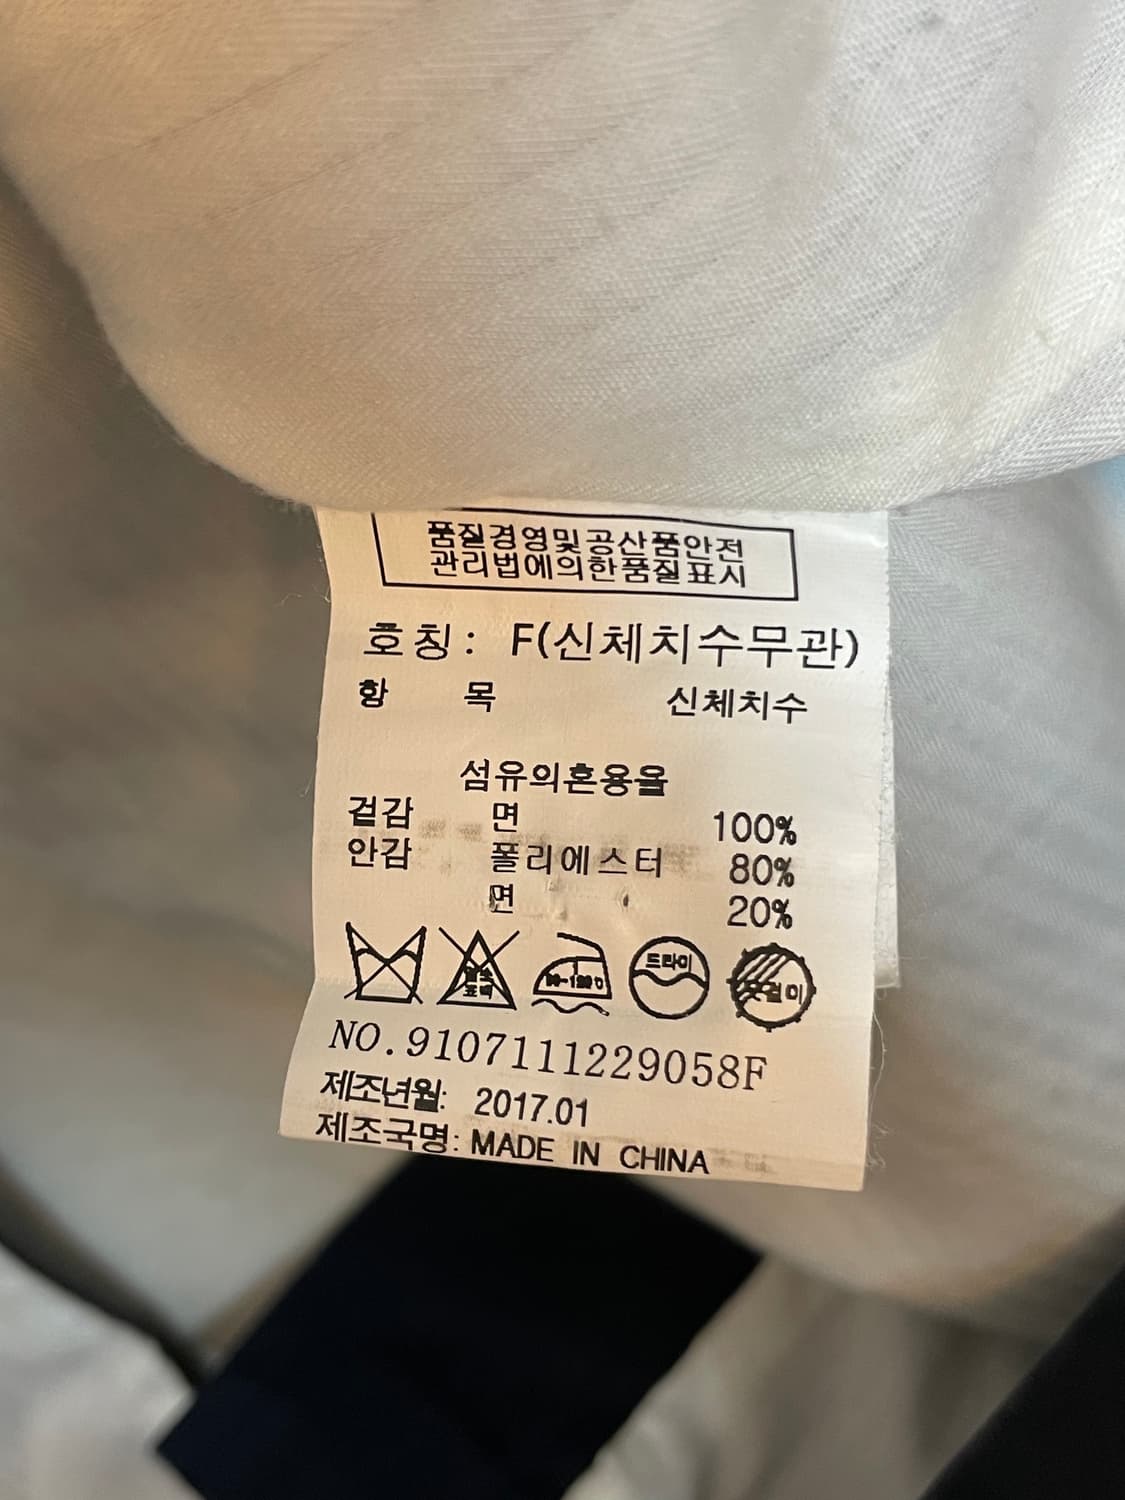 품질경영및공산품안전
관리법에의한품질표시
호칭: F(신체치수무관)
항 목 신체치수
섬유의혼용율
겉감 면 100%
안감 폴리에스터 80%
면 20%
드라이
옷걸이
NO.9107111229058F
제조년월: 2017.01
제조국명: MADE IN CHINA